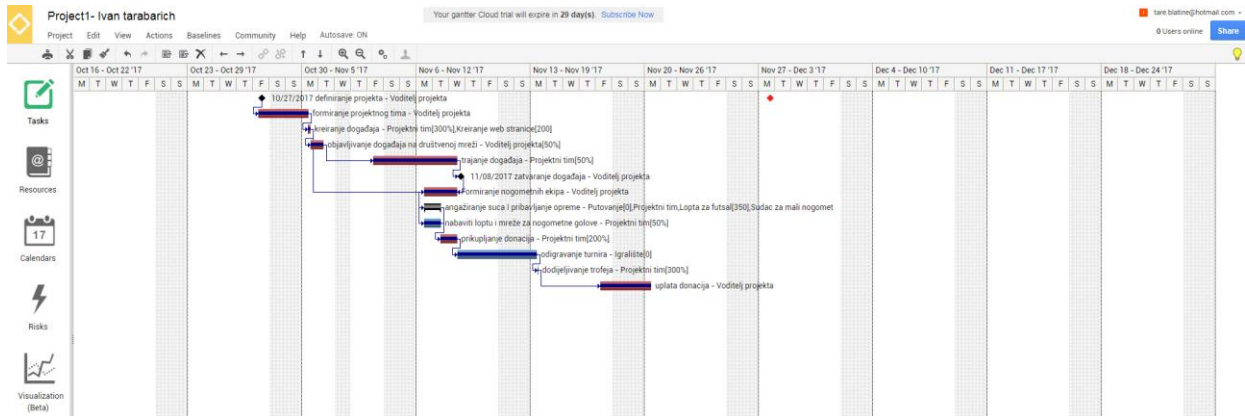 Project1- Ivan tarabarich
Your gantter Cloud trial will expire in 29 day(s). Subscribe Now
tare.blatine@hotmail.com
Project Edit View Actions Baselines Community Help Autosave: ON
0 Users online Share
Oct 16 - Oct 22 '17 Oct 23 - Oct 29 '17 Oct 30 - Nov 5 '17 Nov 6 - Nov 12 '17 Nov 13 - Nov 19 '17 Nov 20 - Nov 26 '17 Nov 27 - Dec 3 '17 Dec 4 - Dec 10 '17 Dec 11 - Dec 17 '17 Dec 18 - Dec 24 '17
M T W T F S S M T W T F S S M T W T F S S M T W T F S S M T W T F S S M T W T F S S M T W T F S S M T W T F S S M T W T F S S M T W T F S S
10/27/2017 definiranje projekta - Voditelj projekta
formiranje projektnog tima - Voditelj projekta
kreiranje događaja - Projektni tim[300%],Kreiranje web stranice[200]
objavljivanje događaja na društvenoj mreži - Voditelj projekta[50%]
trajanje događaja - Projektni tim[50%]
11/08/2017 zatvaranje događaja - Voditelj projekta
Formiranje nogometnih ekipa - Voditelj projekta
angažiranje suca I pribavljanje opreme - Putovanje[0],Projektni tim,Lopta za futsal[350],Sudac za mali nogomet
nabaviti loptu i mreže za nogometne golove - Projektni tim[50%]
prikupljanje donacija - Projektni tim[200%]
odigravanje turnira - Igralište[0]
dodijeljivanje trofeja - Projektni tim[300%]
uplata donacija - Voditelj projekta
Tasks
Resources
17
Calendars
Risks
Visualization
(Beta)